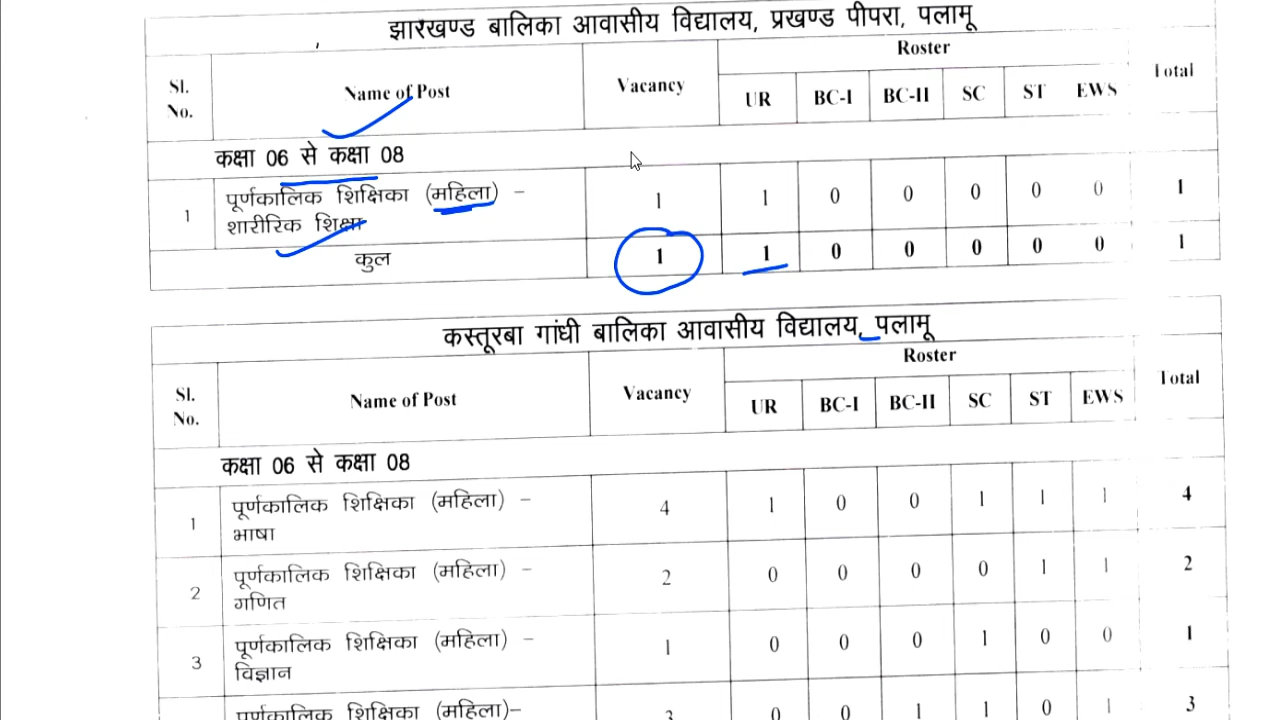 झारखण्ड बालिका आवासीय विद्यालय, प्रखण्ड पीपरा, पलामू
Sl. No. Name of Post Vacancy Roster Total
UR BC-I BC-II SC ST EWS
कक्षा 06 से कक्षा 08
1 पूर्णकालिक शिक्षिका (महिला) – शारीरिक शिक्षा 1 1 0 0 0 0 0 1
कुल 1 1 0 0 0 0 0 1
कस्तूरबा गांधी बालिका आवासीय विद्यालय, पलामू
Sl. No. Name of Post Vacancy Roster Total
UR BC-I BC-II SC ST EWS
कक्षा 06 से कक्षा 08
1 पूर्णकालिक शिक्षिका (महिला) – भाषा 4 1 0 0 1 1 1 4
2 पूर्णकालिक शिक्षिका (महिला) – गणित 2 0 0 0 0 1 1 2
3 पूर्णकालिक शिक्षिका (महिला) – विज्ञान 1 0 0 0 1 0 0 1
पूर्णकालिक शिक्षिका (महिला)– 3 0 0 1 1 0 1 3